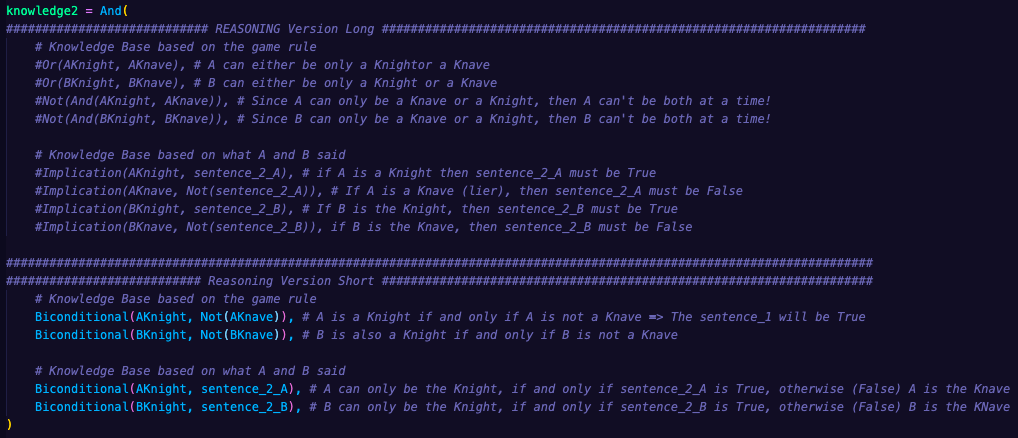 knowledge2 = And(
############################ REASONING Version Long ###################################################################
# Knowledge Base based on the game rule
#Or(AKnight, AKnave), # A can either be only a Knightor a Knave
#Or(BKnight, BKnave), # B can either be only a Knight or a Knave
#Not(And(AKnight, AKnave)), # Since A can only be a Knave or a Knight, then A can't be both at a time!
#Not(And(BKnight, BKnave)), # Since B can only be a Knave or a Knight, then B can't be both at a time!
# Knowledge Base based on what A and B said
#Implication(AKnight, sentence_2_A), # if A is a Knight then sentence_2_A must be True
#Implication(AKnave, Not(sentence_2_A)), # If A is a Knave (lier), then sentence_2_A must be False
#Implication(BKnight, sentence_2_B), # If B is the Knight, then sentence_2_B must be True
#Implication(BKnave, Not(sentence_2_B)), if B is the Knave, then sentence_2_B must be False
########################################################################################################################
########################### Reasoning Version Short ####################################################################
# Knowledge Base based on the game rule
Biconditional(AKnight, Not(AKnave)), # A is a Knight if and only if A is not a Knave => The sentence_1 will be True
Biconditional(BKnight, Not(BKnave)), # B is also a Knight if and only if B is not a Knave
# Knowledge Base based on what A and B said
Biconditional(AKnight, sentence_2_A), # A can only be the Knight, if and only if sentence_2_A is True, otherwise (False) A is the Knave
Biconditional(BKnight, sentence_2_B), # B can only be the Knight, if and only if sentence_2_B is True, otherwise (False) B is the KNave
)